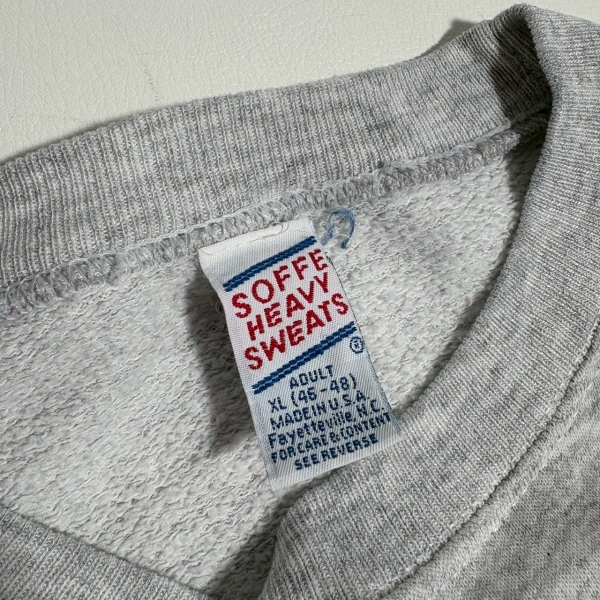 SOFFE
HEAVY
SWEATS
®
ADULT
XL (46-48)
MADE IN U.S.A.
Fayetteville, N.C.
FOR CARE & CONTENT
SEE REVERSE